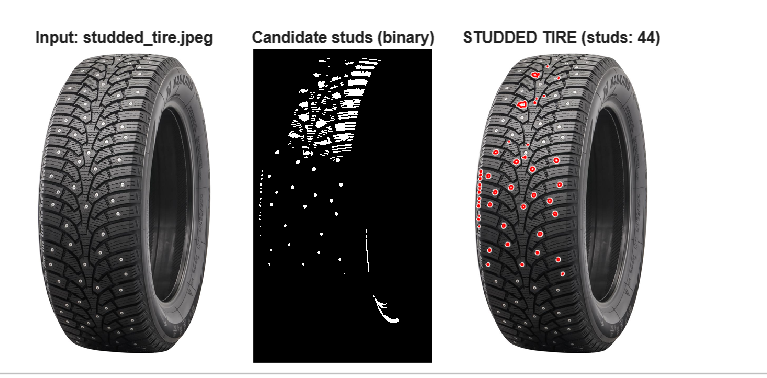 Input: studded_tire.jpeg
Candidate studs (binary)
STUDDED TIRE (studs: 44)